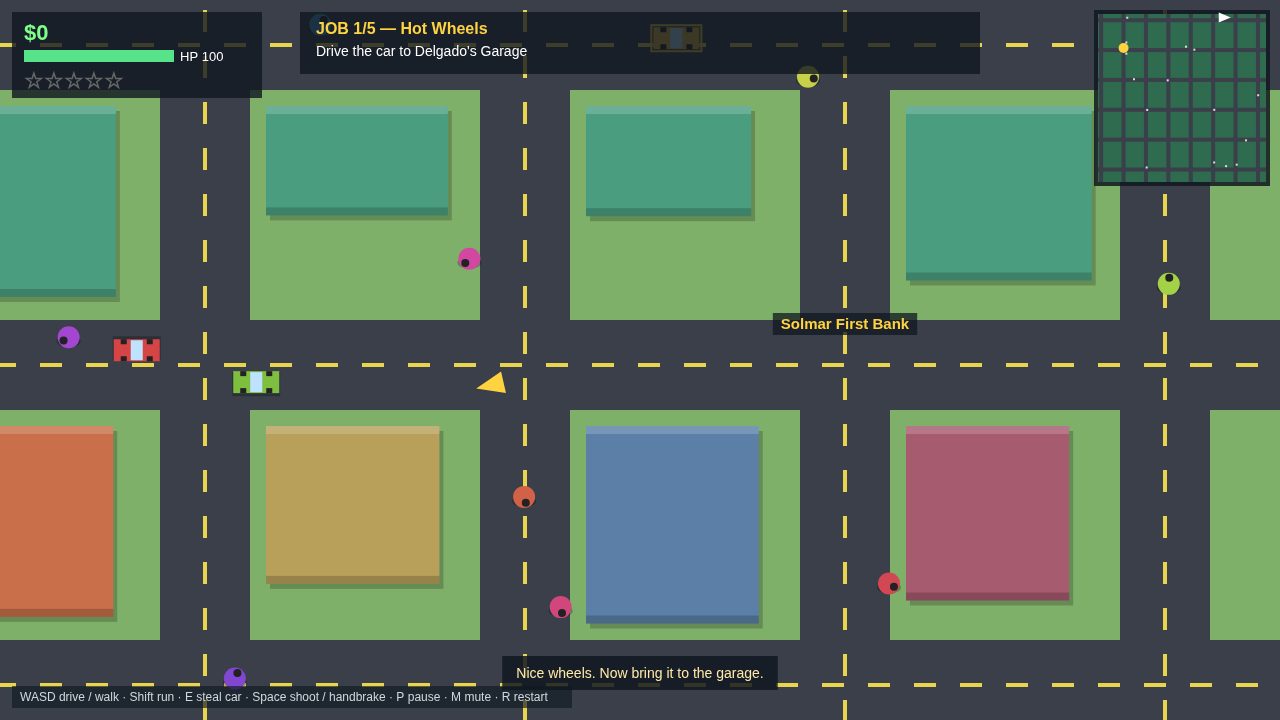 $0
HP 100
☆☆☆☆☆
JOB 1/5 — Hot Wheels
Drive the car to Delgado's Garage
Solmar First Bank
Nice wheels. Now bring it to the garage.
WASD drive / walk · Shift run · E steal car · Space shoot / handbrake · P pause · M mute · R restart